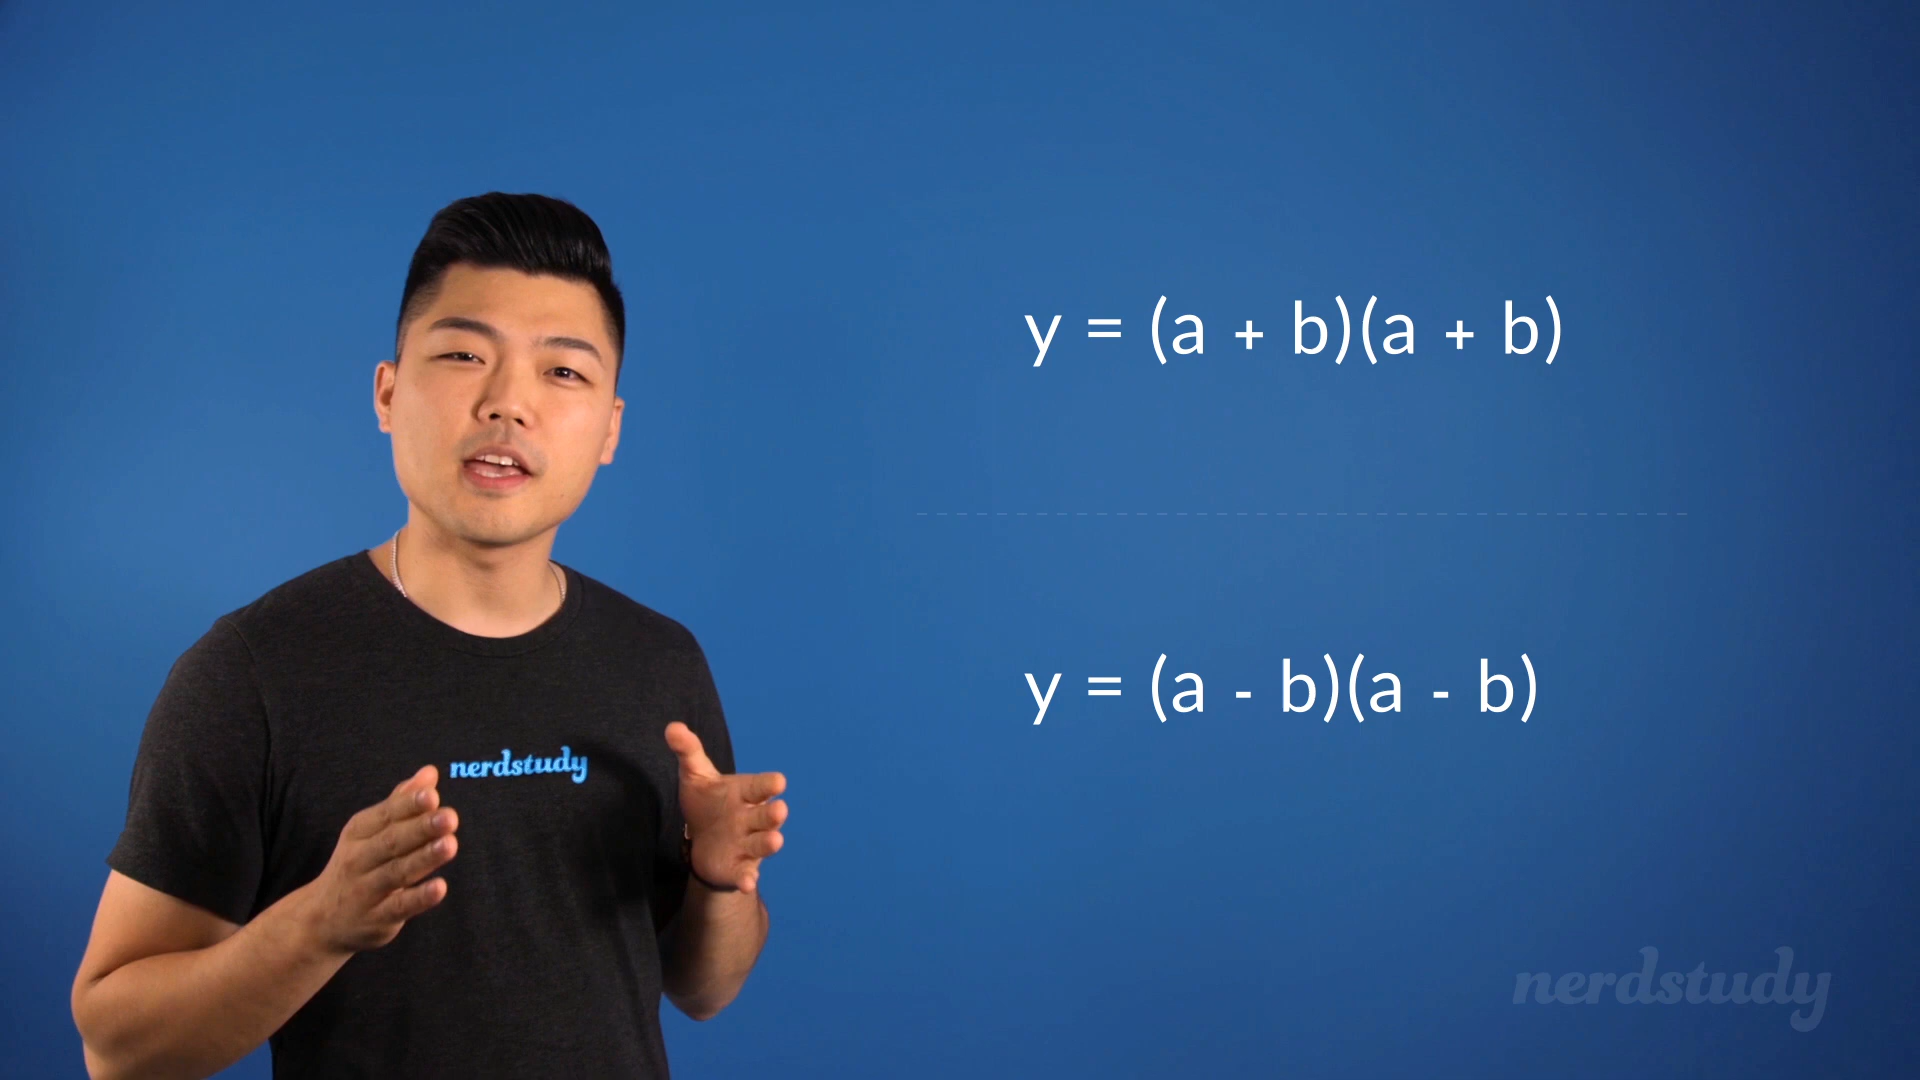 y = (a + b)(a + b)
y = (a - b)(a - b)
nerdstudy
nerdstudy